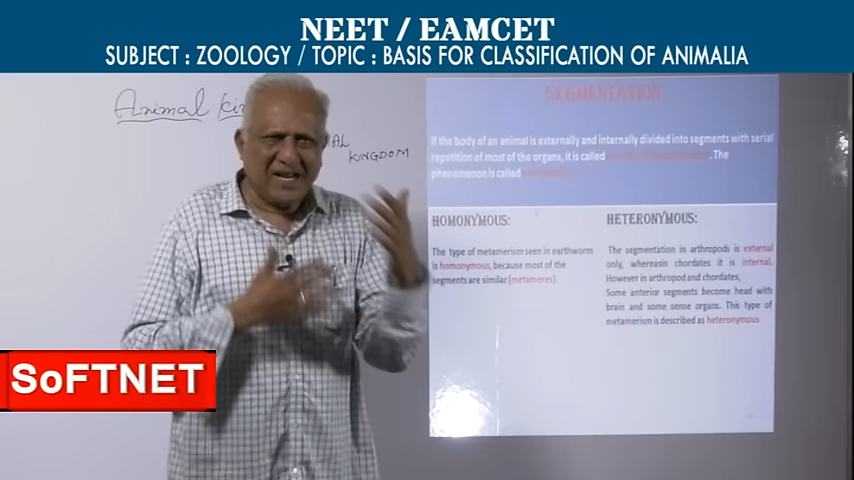 NEET / EAMCET
SUBJECT : ZOOLOGY / TOPIC : BASIS FOR CLASSIFICATION OF ANIMALIA
Animal
KINGDOM
SEGMENTATION
If the body of an animal is externally and internally divided into segments with serial
repetition of most of the organs, it is called . The
phenomenon is called
HOMONYMOUS:
The type of metamerism seen in earthworm
is homonymous, because most of the
segments are similar (metameres).
HETERONYMOUS:
The segmentation in arthropods is external
only, whereasin chordates it is internal.
However in arthropod and chordates,
Some anterior segments become head with
brain and some sense organs. This type of
metamerism is described as heteronymous
SoFTNET